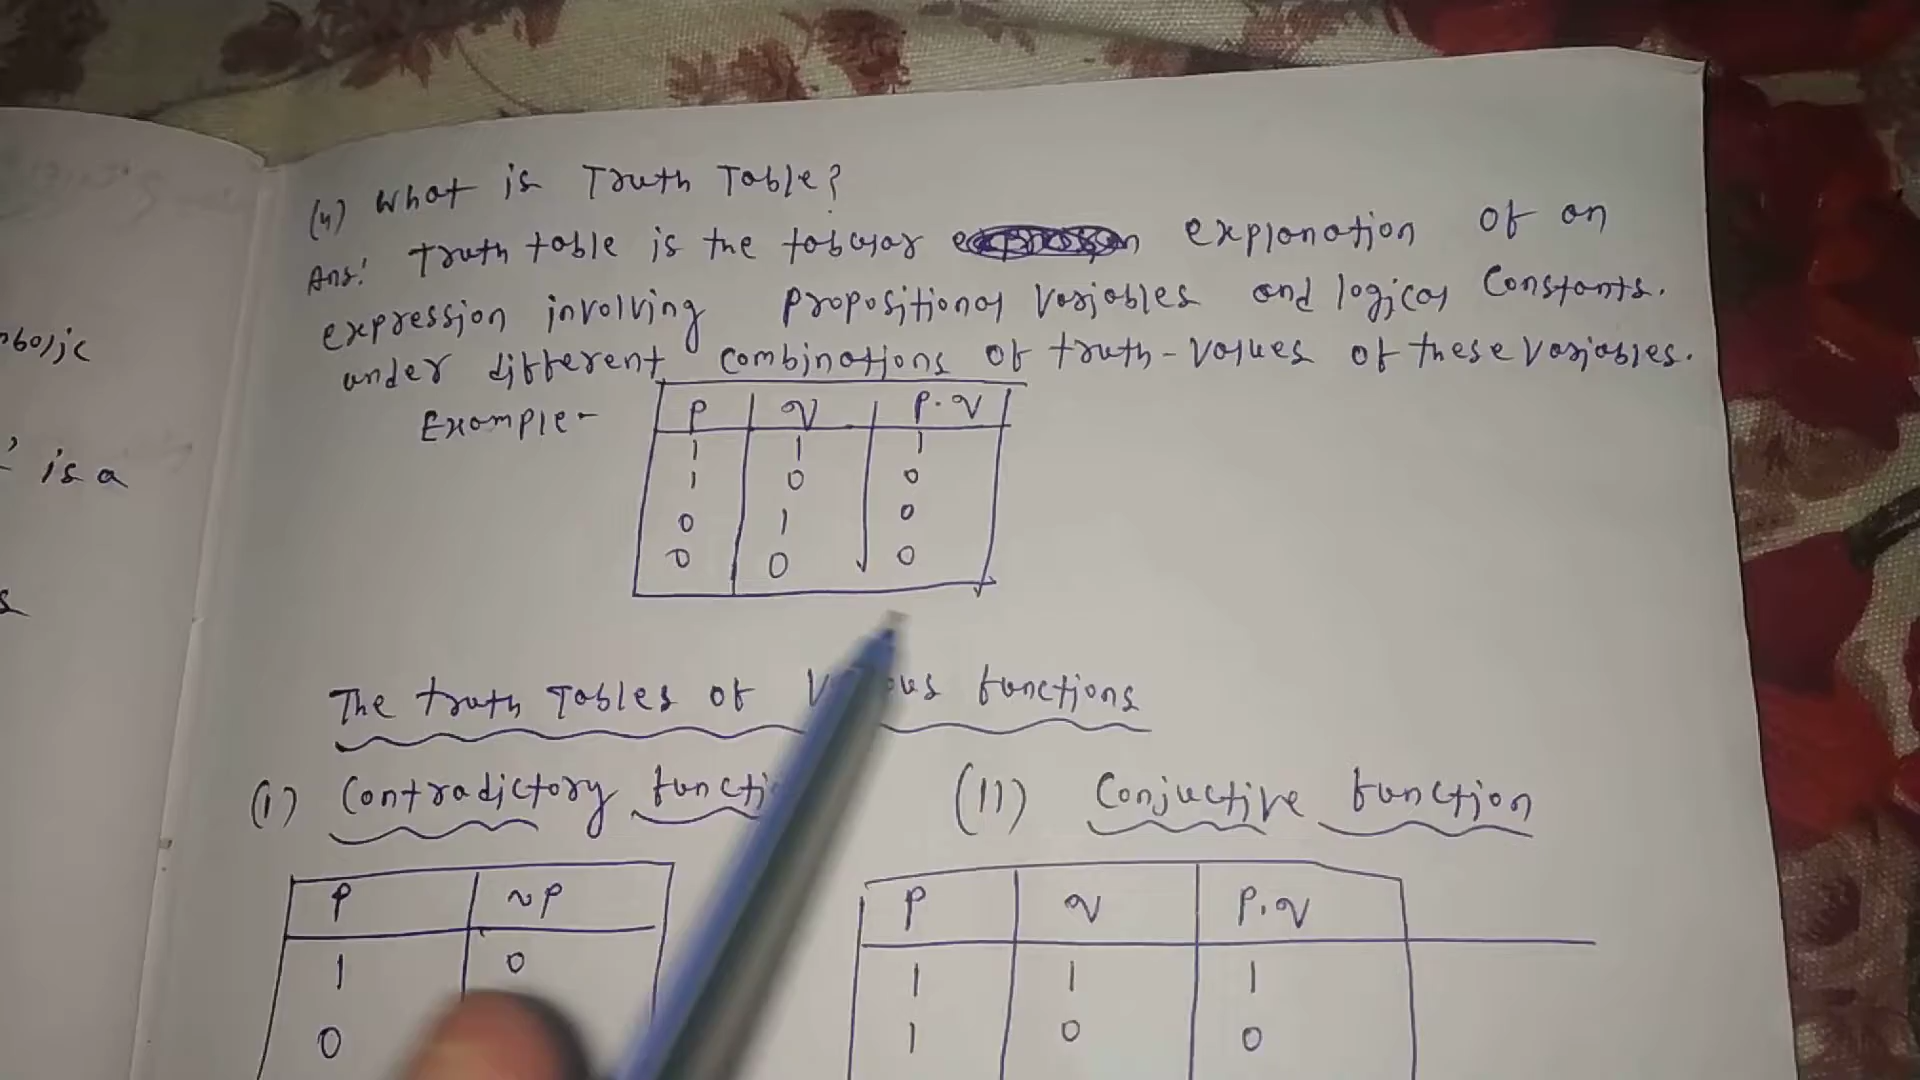 (4) What is Truth Table?
Ans: Truth table is the tabular explanation of an
expression involving propositional variables and logical constants.
under different combinations of truth-values of these variables.
Example-
p q p.q
1 1 1
1 0 0
0 1 0
0 0 0
The truth Tables of functions
(i) Contradictory
(II) Conjuctive function
p ~p
1 0
0
p q p.q
1 1 1
1 0 0
is a